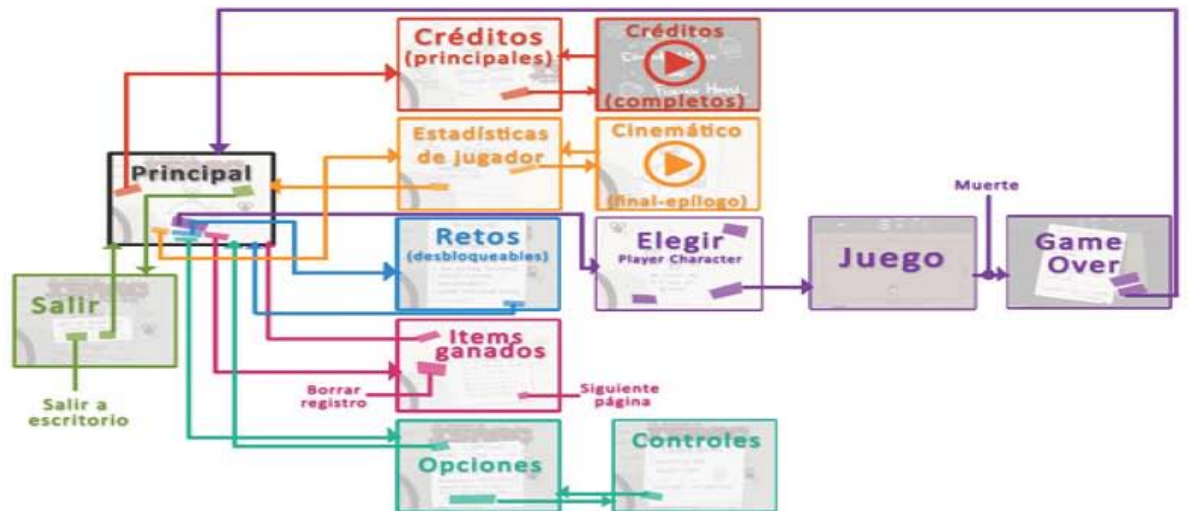 Créditos
(principales)
Créditos
(completos)
Estadísticas
de jugador
Cinemático
(final-epílogo)
Principal
Muerte
Retos
(desbloqueables)
Elegir
Player Character
Juego
Game
Over
Salir
Items
ganados
Borrar
registro
Siguiente
página
Salir a
escritorio
Opciones
Controles